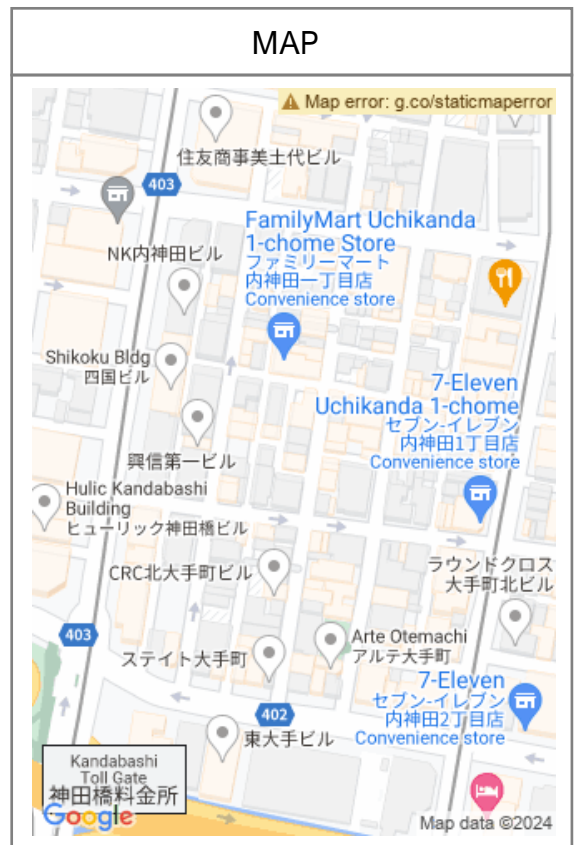 MAP
Map error: g.co/staticmaperror
住友商事美土代ビル
403
FamilyMart Uchikanda
1-chome Store
ファミリーマート
内神田一丁目店
Convenience store
NK内神田ビル
Shikoku Bldg
四国ビル
7-Eleven
Uchikanda 1-chome
セブン-イレブン
内神田1丁目店
Convenience store
興信第一ビル
Hulic Kandabashi
Building
ヒューリック神田橋ビル
CRC北大手町ビル
ラウンドクロス
大手町北ビル
403
Arte Otemachi
アルテ大手町
ステイト大手町
7-Eleven
セブン-イレブン
内神田2丁目店
Convenience store
402
東大手ビル
Kandabashi
Toll Gate
神田橋料金所
Google
Map data ©2024